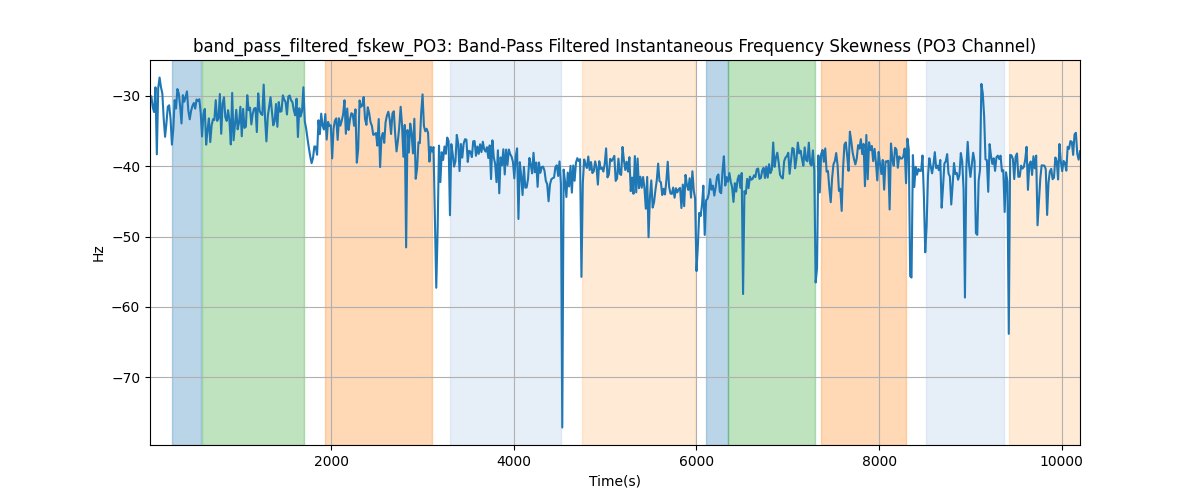 band_pass_filtered_fskew_PO3: Band-Pass Filtered Instantaneous Frequency Skewness (PO3 Channel)
−30
−40
−50
−60
−70
Hz
2000 4000 6000 8000 10000
Time(s)